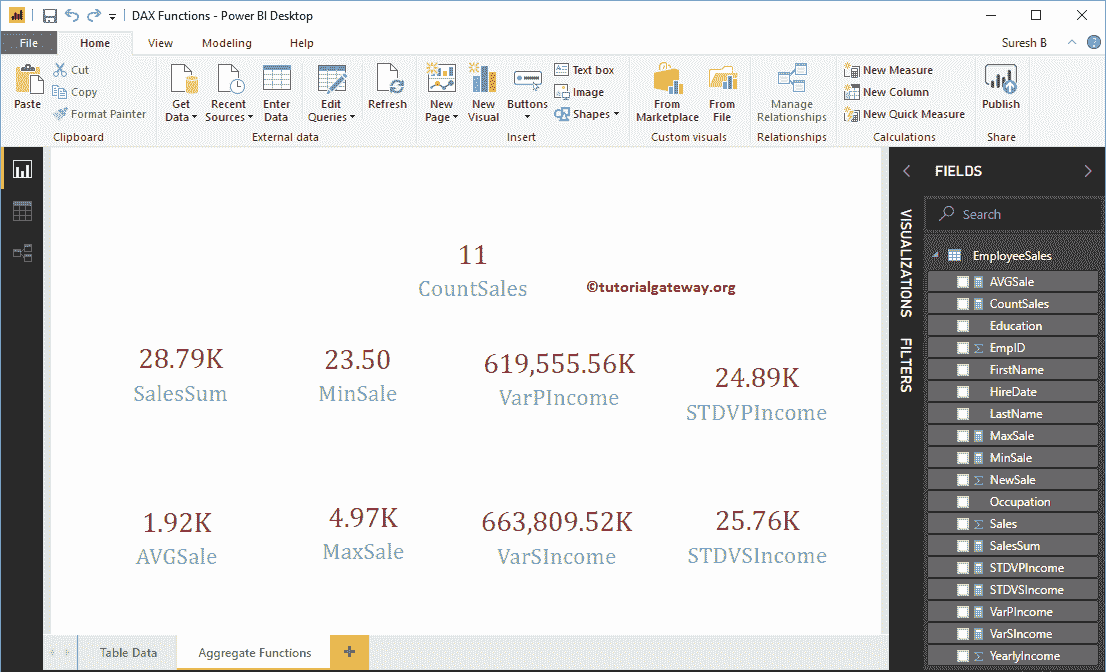 DAX Functions - Power BI Desktop
File Home View Modeling Help Suresh B
Paste
Cut
Copy
Format Painter
Clipboard
Get Data
Recent Sources
Enter Data
Edit Queries
Refresh
External data
New Page
New Visual
Buttons
Text box
Image
Shapes
Insert
From Marketplace
From File
Custom visuals
Manage Relationships
Relationships
New Measure
New Column
New Quick Measure
Calculations
Publish
Share
11
CountSales
©tutorialgateway.org
28.79K
SalesSum
23.50
MinSale
619,555.56K
VarPIncome
24.89K
STDVPIncome
1.92K
AVGSale
4.97K
MaxSale
663,809.52K
VarSIncome
25.76K
STDVSIncome
VISUALIZATIONS
FILTERS
FIELDS
Search
EmployeeSales
AVGSale
CountSales
Education
EmpID
FirstName
HireDate
LastName
MaxSale
MinSale
NewSale
Occupation
Sales
SalesSum
STDVPIncome
STDVSIncome
VarPIncome
VarSIncome
YearlyIncome
Table Data
Aggregate Functions